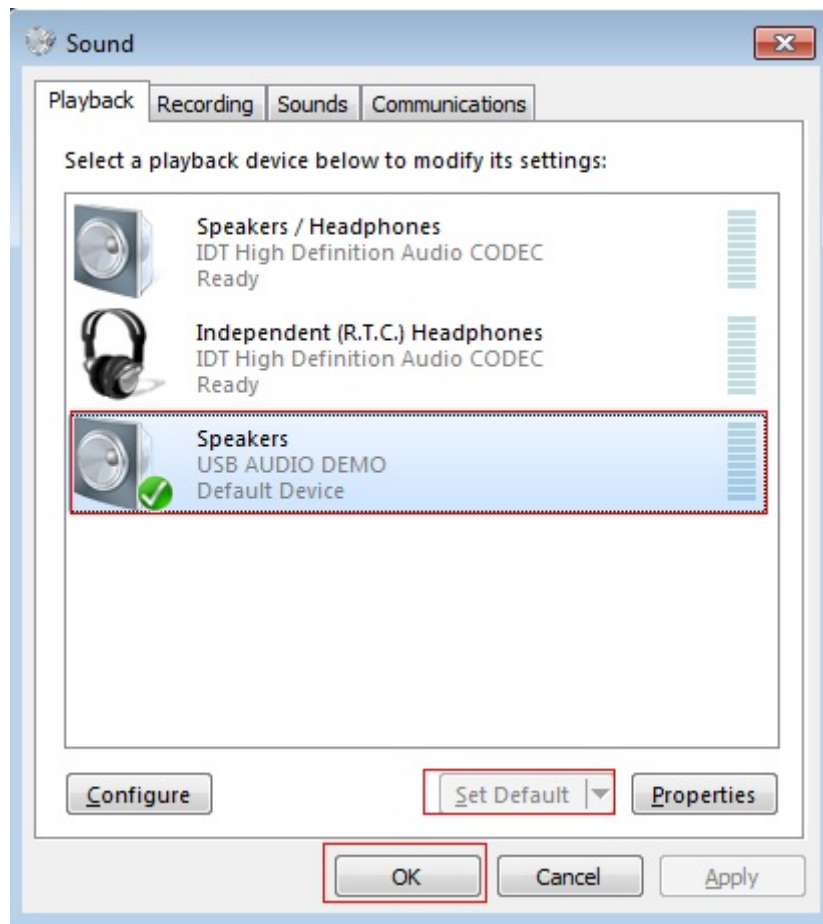 Sound
Playback Recording Sounds Communications
Select a playback device below to modify its settings:
Speakers / Headphones
IDT High Definition Audio CODEC
Ready
Independent (R.T.C.) Headphones
IDT High Definition Audio CODEC
Ready
Speakers
USB AUDIO DEMO
Default Device
Configure Set Default Properties
OK Cancel Apply